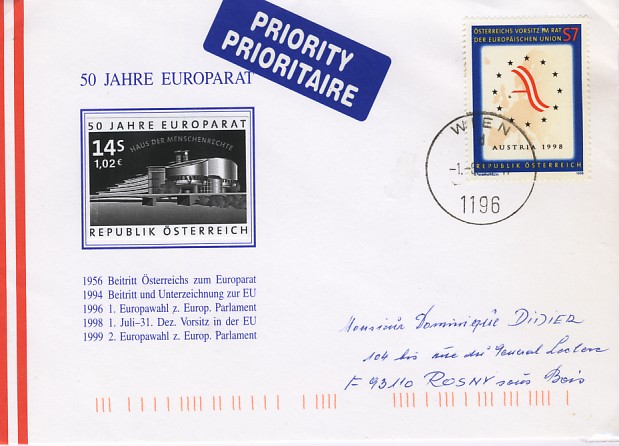 PRIORITY
PRIORITAIRE
50 JAHRE EUROPARAT
50 JAHRE EUROPARAT
14S
HAUS DER MENSCHENRECHTE
1,02€
REPUBLIK ÖSTERREICH
1956 Beitritt Österreichs zum Europarat
1994 Beitritt und Unterzeichnung zur EU
1996 1. Europawahl z. Europ. Parlament
1998 1. Juli–31. Dez. Vorsitz in der EU
1999 2. Europawahl z. Europ. Parlament
ÖSTERREICHS VORSITZ IM RAT S7
DER EUROPÄISCHEN UNION
A
AUSTRIA 1998
REPUBLIK ÖSTERREICH
1998
WIEN
1196
Monsieur Dominique DIDIER
104 bis rue du General Leclerc
F 93110 ROSNY sous Bois